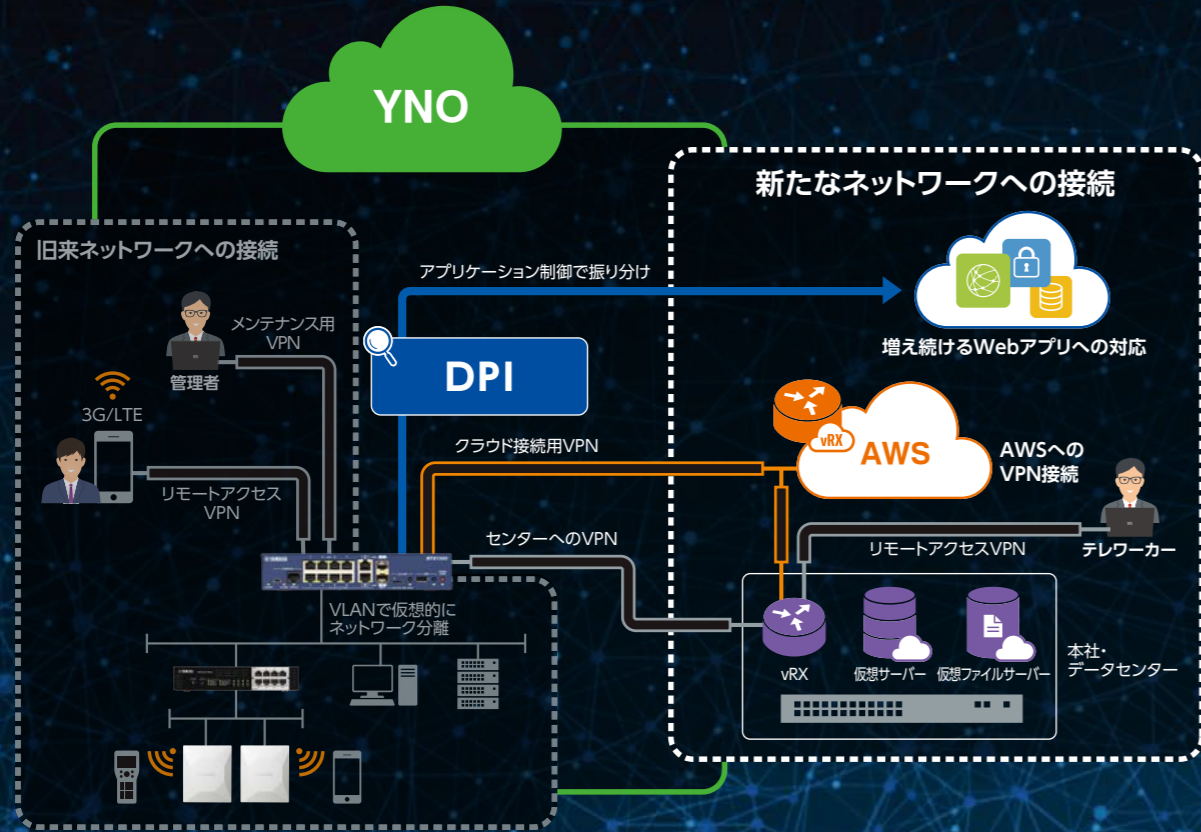 YNO
新たなネットワークへの接続
旧来ネットワークへの接続
アプリケーション制御で振り分け
メンテナンス用
VPN
管理者
DPI
増え続けるWebアプリへの対応
3G/LTE
クラウド接続用VPN
vRX
AWS
AWSへの
VPN接続
リモートアクセス
VPN
センターへのVPN
リモートアクセスVPN
テレワーカー
YAMAHA
VLANで仮想的に
ネットワーク分離
vRX
仮想サーバー
仮想ファイルサーバー
本社・
データセンター